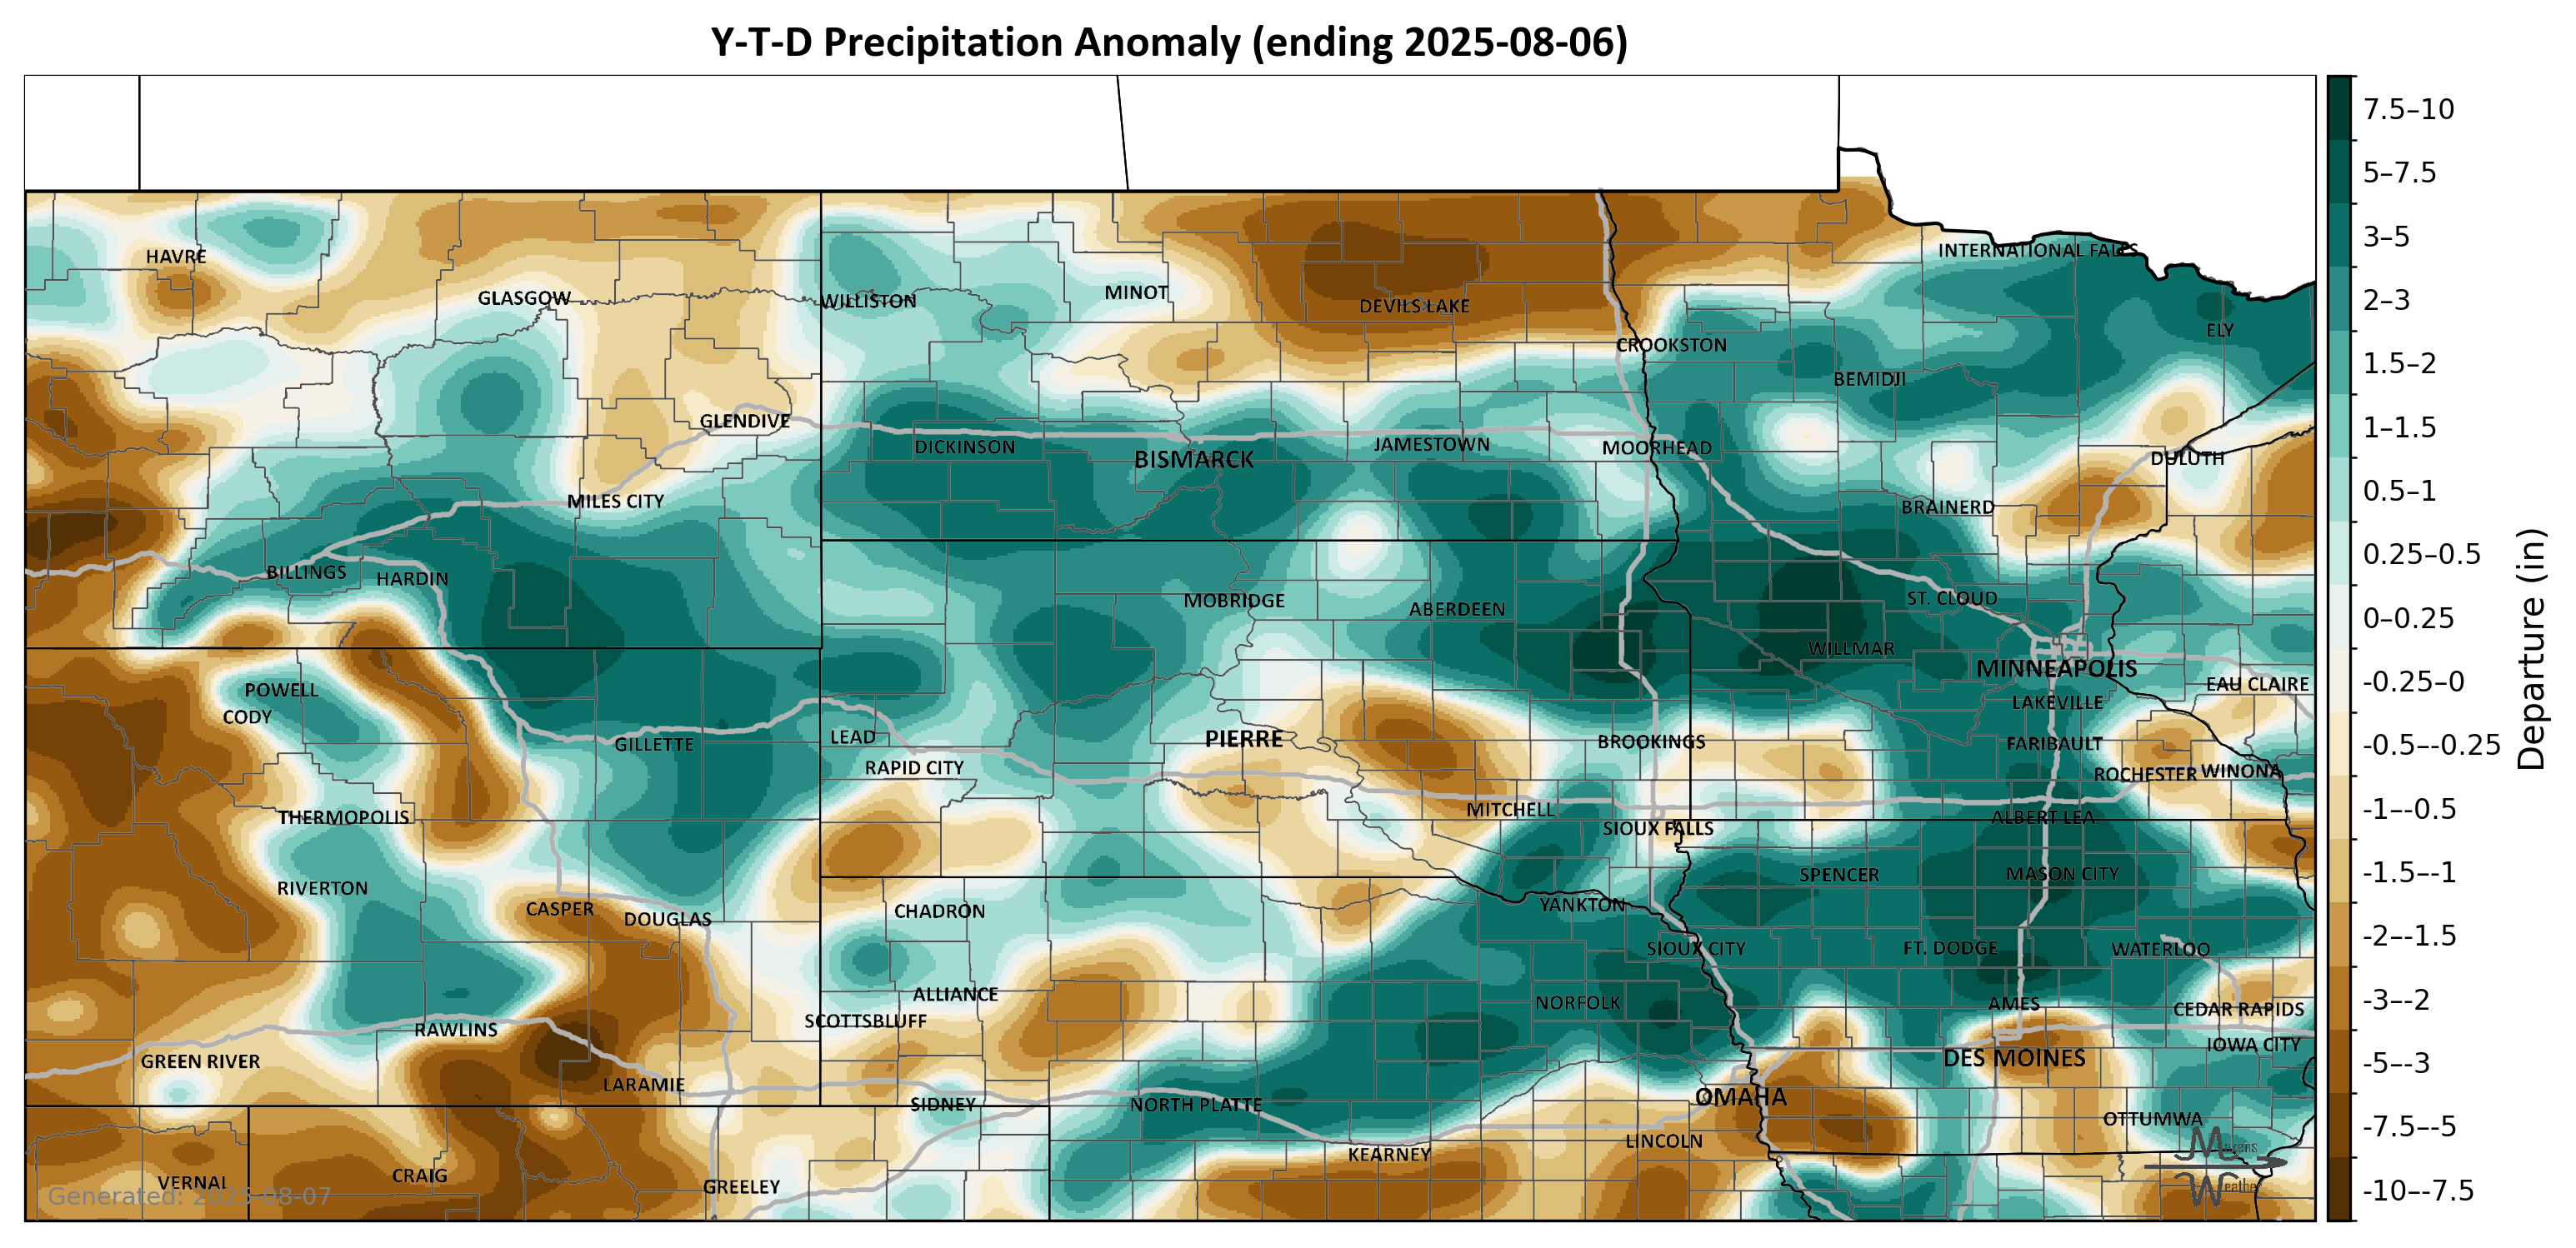 Y-T-D Precipitation Anomaly (ending 2025-08-06)
7.5–10
5–7.5
3–5
2–3
1.5–2
1–1.5
0.5–1
0.25–0.5
0–0.25
-0.25–0
-0.5–-0.25
-1–-0.5
-1.5–-1
-2–-1.5
-3–-2
-5–-3
-7.5–-5
-10–-7.5
Departure (in)
HAVRE
INTERNATIONAL FALLS
GLASGOW
WILLISTON
MINOT
DEVILS LAKE
ELY
CROOKSTON
BEMIDJI
GLENDIVE
DICKINSON
BISMARCK
JAMESTOWN
MOORHEAD
DULUTH
MILES CITY
BRAINERD
BILLINGS
HARDIN
MOBRIDGE
ABERDEEN
ST. CLOUD
WILLMAR
MINNEAPOLIS
POWELL
EAU CLAIRE
CODY
LAKEVILLE
GILLETTE
LEAD
PIERRE
BROOKINGS
FARIBAULT
RAPID CITY
ROCHESTER
WINONA
THERMOPOLIS
MITCHELL
SIOUX FALLS
ALBERT LEA
RIVERTON
SPENCER
MASON CITY
CASPER
DOUGLAS
CHADRON
YANKTON
SIOUX CITY
FT. DODGE
WATERLOO
ALLIANCE
NORFOLK
AMES
CEDAR RAPIDS
SCOTTSBLUFF
RAWLINS
GREEN RIVER
DES MOINES
IOWA CITY
LARAMIE
SIDNEY
NORTH PLATTE
OMAHA
OTTUMWA
LINCOLN
KEARNEY
VERNAL
CRAIG
GREELEY
Generated: 2025-08-07
Mavens
Weather